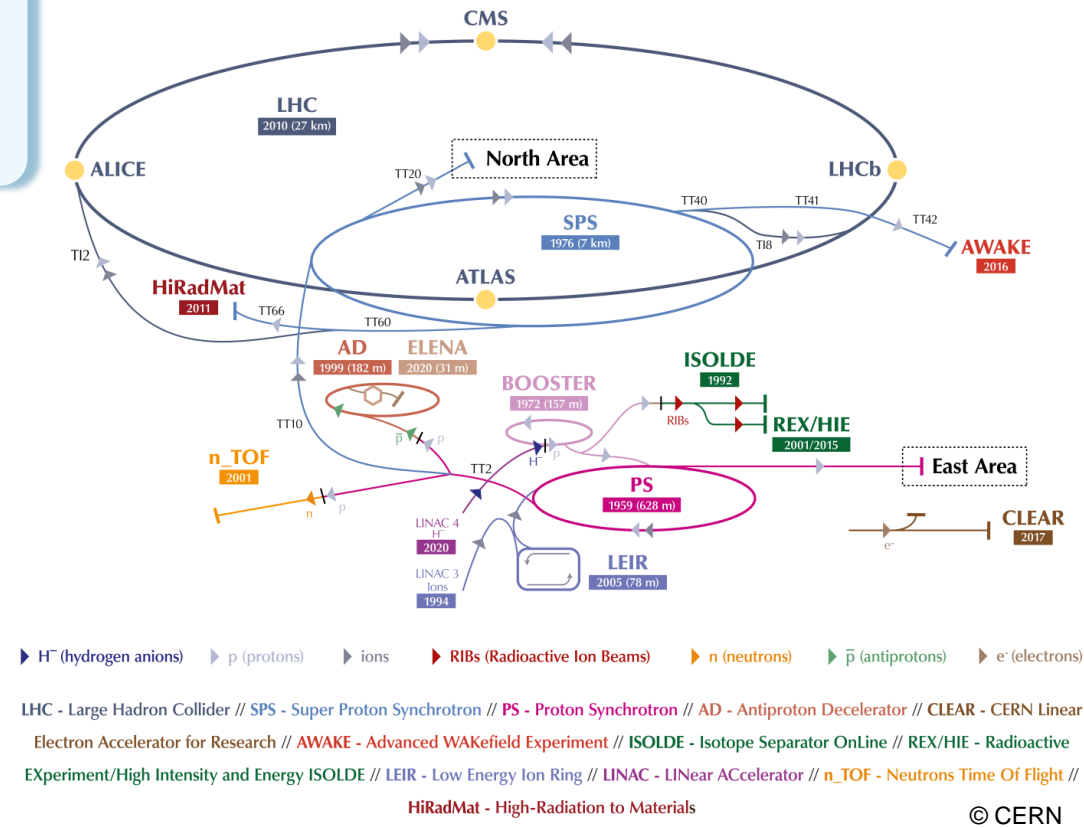 CMS
LHC
2010 (27 km)
ALICE
North Area
LHCb
TT20
TT40
TT41
SPS
1976 (7 km)
TT42
TI8
TI2
AWAKE
2016
ATLAS
HiRadMat
2011
TT66
TT60
AD
1999 (182 m)
ELENA
2020 (31 m)
ISOLDE
1992
BOOSTER
1972 (157 m)
RIBs
REX/HIE
2001/2015
TT10
p̅
p
H⁻
p
n_TOF
2001
TT2
East Area
PS
1959 (628 m)
n
p
LINAC 4
H⁻
2020
CLEAR
2017
e⁻
LEIR
2005 (78 m)
LINAC 3
Ions
1994
H⁻ (hydrogen anions) p (protons) ions RIBs (Radioactive Ion Beams) n (neutrons) p̅ (antiprotons) e⁻ (electrons)
LHC - Large Hadron Collider // SPS - Super Proton Synchrotron // PS - Proton Synchrotron // AD - Antiproton Decelerator // CLEAR - CERN Linear
Electron Accelerator for Research // AWAKE - Advanced WAKefield Experiment // ISOLDE - Isotope Separator OnLine // REX/HIE - Radioactive
EXperiment/High Intensity and Energy ISOLDE // LEIR - Low Energy Ion Ring // LINAC - LINear ACcelerator // n_TOF - Neutrons Time Of Flight //
HiRadMat - High-Radiation to Materials
© CERN